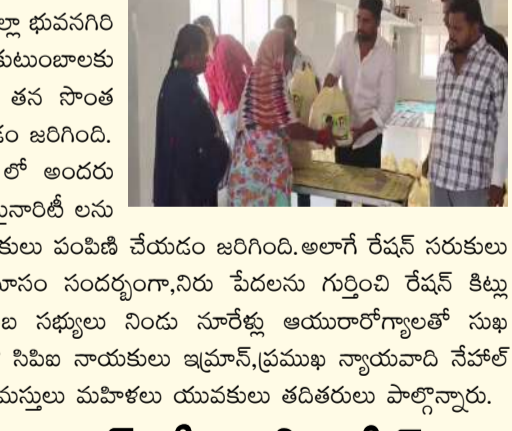 ల్లా భువనగిరి
కుటుంబాలకు
తన సొంత
డం జరిగింది.
లో అందరు
మైనారిటీ లను
కులు పంపిణి చేయడం జరిగింది.అలాగే రేషన్ సరుకులు
మాసం సందర్భంగా,నిరు పేదలను గుర్తించి రేషన్ కిట్లు
బ సభ్యులు నిండు నూరేళ్లు ఆయురారోగ్యాలతో సుఖ
సిపిఐ నాయకులు ఇమ్రాన్,ప్రముఖ న్యాయవాది నేహాల్
మస్తులు మహిళలు యువకులు తదితరులు పాల్గొన్నారు.